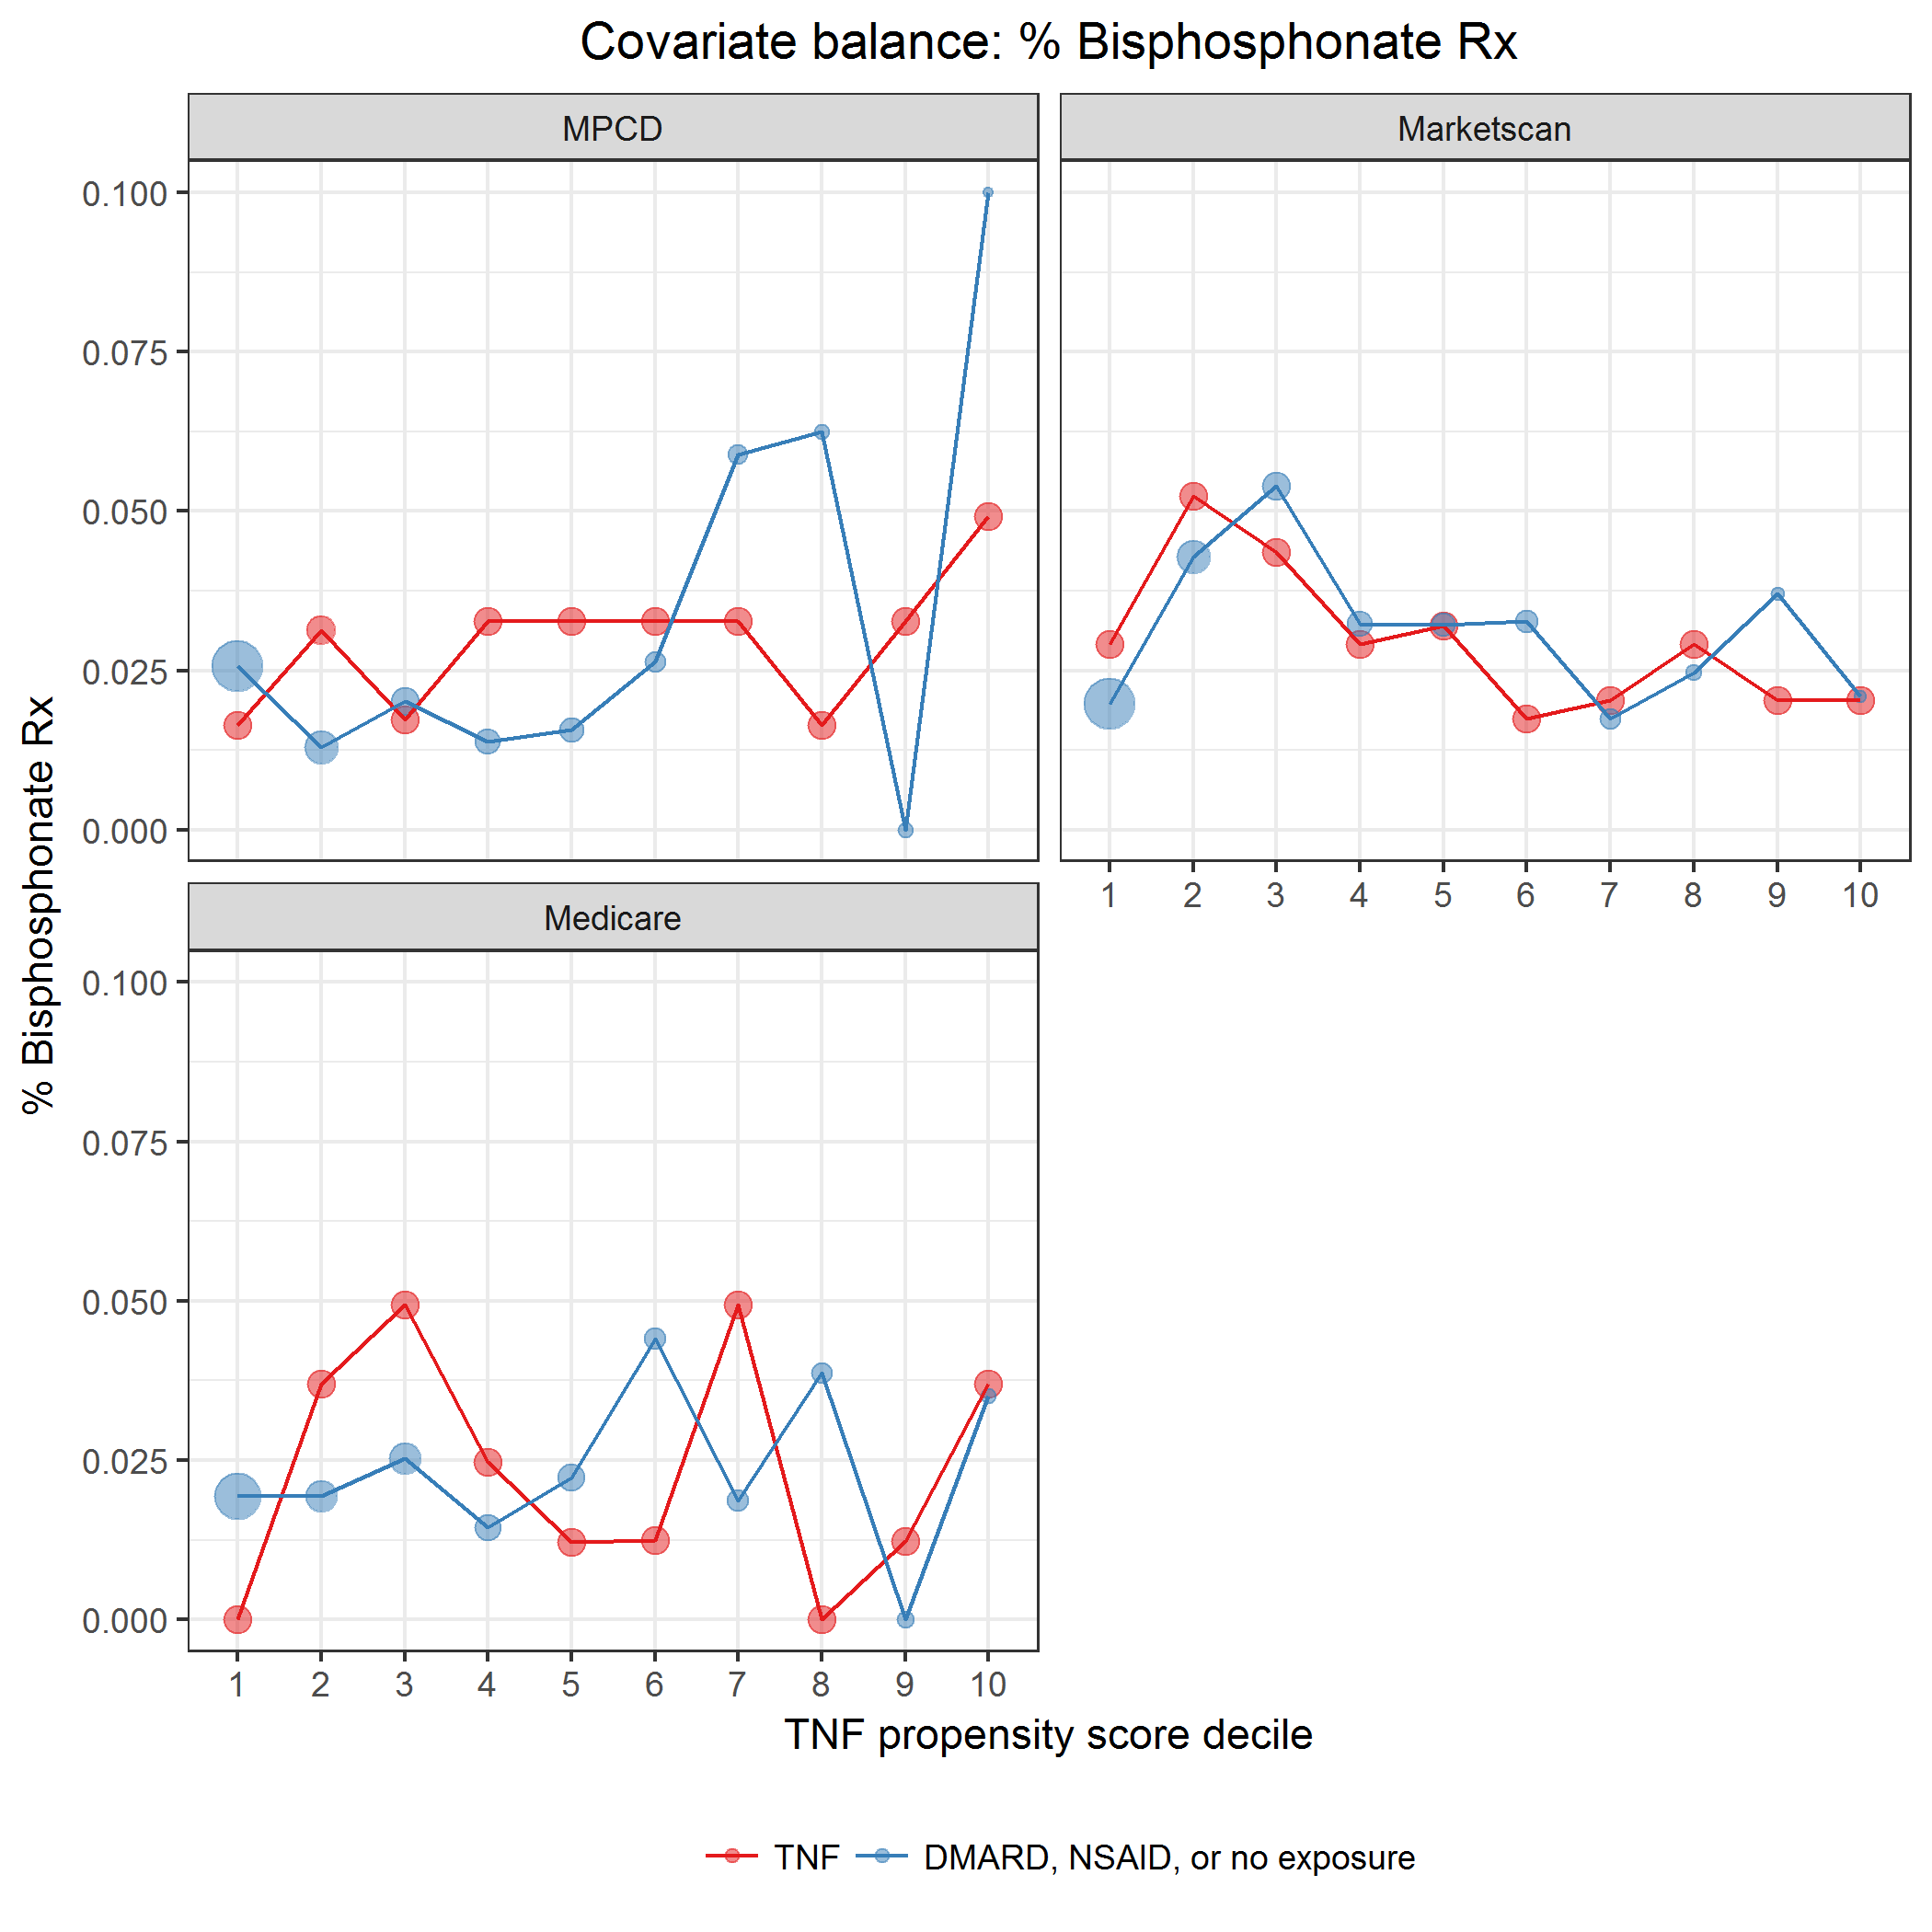 Covariate balance: % Bisphosphonate Rx
MPCD
Marketscan
0.100
0.075
0.050
0.025
0.000
1 2 3 4 5 6 7 8 9 10
Medicare
0.100
0.075
0.050
0.025
0.000
1 2 3 4 5 6 7 8 9 10
% Bisphosphonate Rx
TNF propensity score decile
TNF
DMARD, NSAID, or no exposure